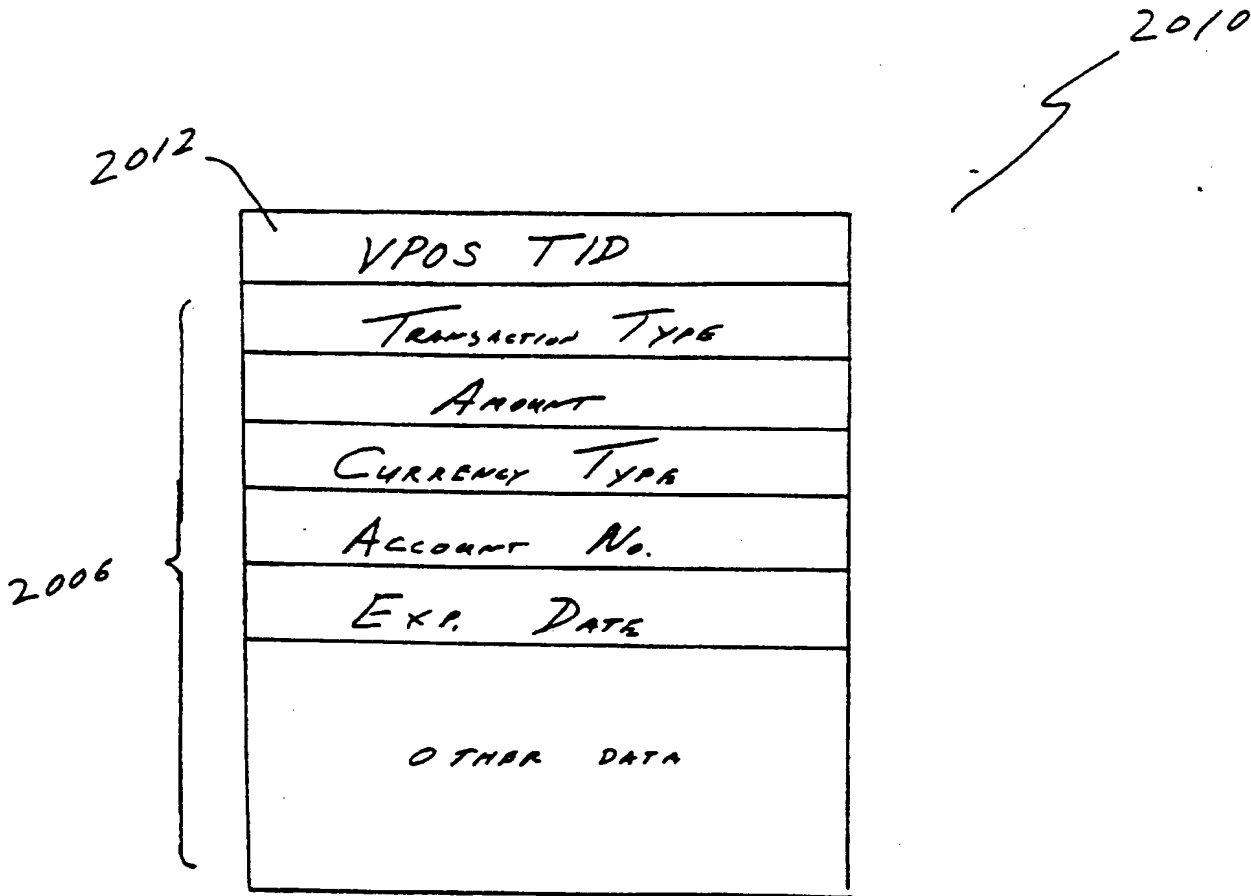 2010
2012
VPOS TID
TRANSACTION TYPE
AMOUNT
CURRENCY TYPE
ACCOUNT NO.
EXP. DATE
2006
OTHER DATA